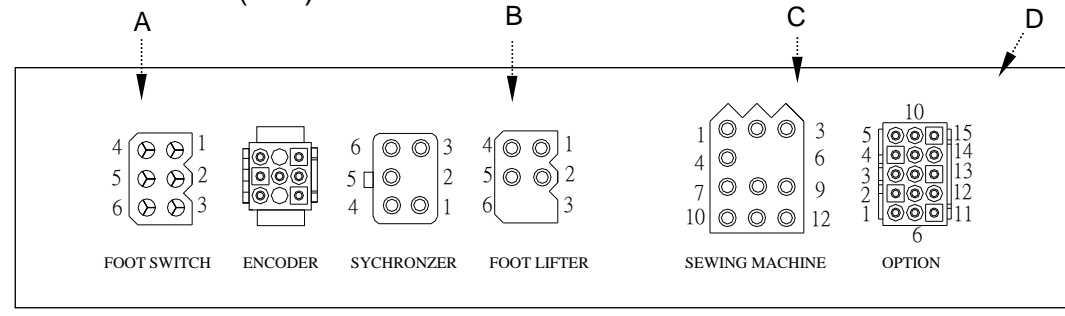 A
B
C
D
4 1
5 2
6 3
FOOT SWITCH
ENCODER
6 3
5 2
4 1
SYCHRONZER
4 1
5 2
6 3
FOOT LIFTER
1 3
4 6
7 9
10 12
SEWING MACHINE
10
5 15
4 14
3 13
2 12
1 11
6
OPTION